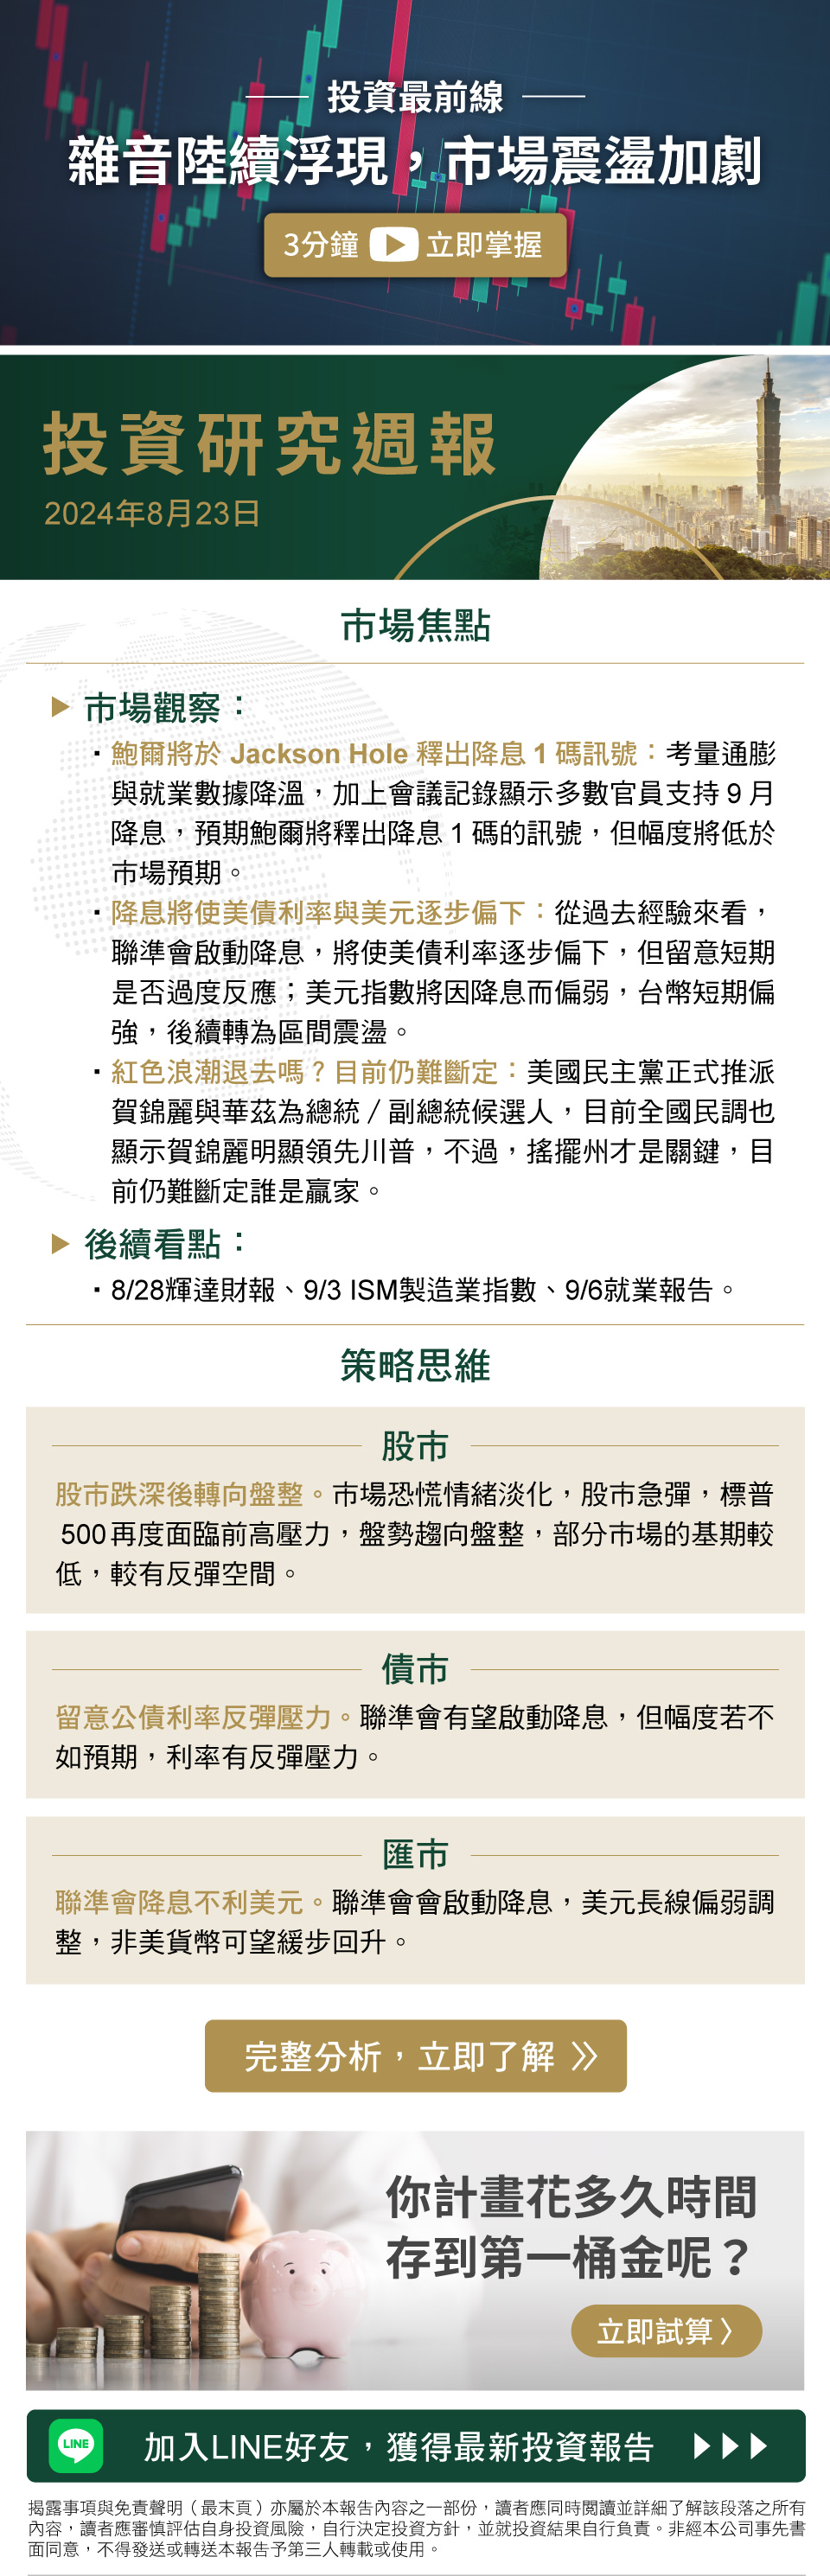 投資最前線
雜音陸續浮現，市場震盪加劇
3分鐘 立即掌握
投資研究週報
2024年8月23日
市場焦點
市場觀察：
・鮑爾將於 Jackson Hole 釋出降息 1 碼訊號：考量通膨
與就業數據降溫，加上會議記錄顯示多數官員支持 9 月
降息，預期鮑爾將釋出降息 1 碼的訊號，但幅度將低於
市場預期。
・降息將使美債利率與美元逐步偏下：從過去經驗來看，
聯準會啟動降息，將使美債利率逐步偏下，但留意短期
是否過度反應；美元指數將因降息而偏弱，台幣短期偏
強，後續轉為區間震盪。
・紅色浪潮退去嗎？目前仍難斷定：美國民主黨正式推派
賀錦麗與華茲為總統 / 副總統候選人，目前全國民調也
顯示賀錦麗明顯領先川普，不過，搖擺州才是關鍵，目
前仍難斷定誰是贏家。
後續看點：
・8/28輝達財報、9/3 ISM製造業指數、9/6就業報告。
策略思維
股市
股市跌深後轉向盤整。市場恐慌情緒淡化，股市急彈，標普
500再度面臨前高壓力，盤勢趨向盤整，部分市場的基期較
低，較有反彈空間。
債市
留意公債利率反彈壓力。聯準會有望啟動降息，但幅度若不
如預期，利率有反彈壓力。
匯市
聯準會降息不利美元。聯準會會啟動降息，美元長線偏弱調
整，非美貨幣可望緩步回升。
完整分析，立即了解
你計畫花多久時間
存到第一桶金呢？
立即試算
LINE 加入LINE好友，獲得最新投資報告
揭露事項與免責聲明（最末頁）亦屬於本報告內容之一部份，讀者應同時閱讀並詳細了解該段落之所有
內容，讀者應審慎評估自身投資風險，自行決定投資方針，並就投資結果自行負責。非經本公司事先書
面同意，不得發送或轉送本報告予第三人轉載或使用。